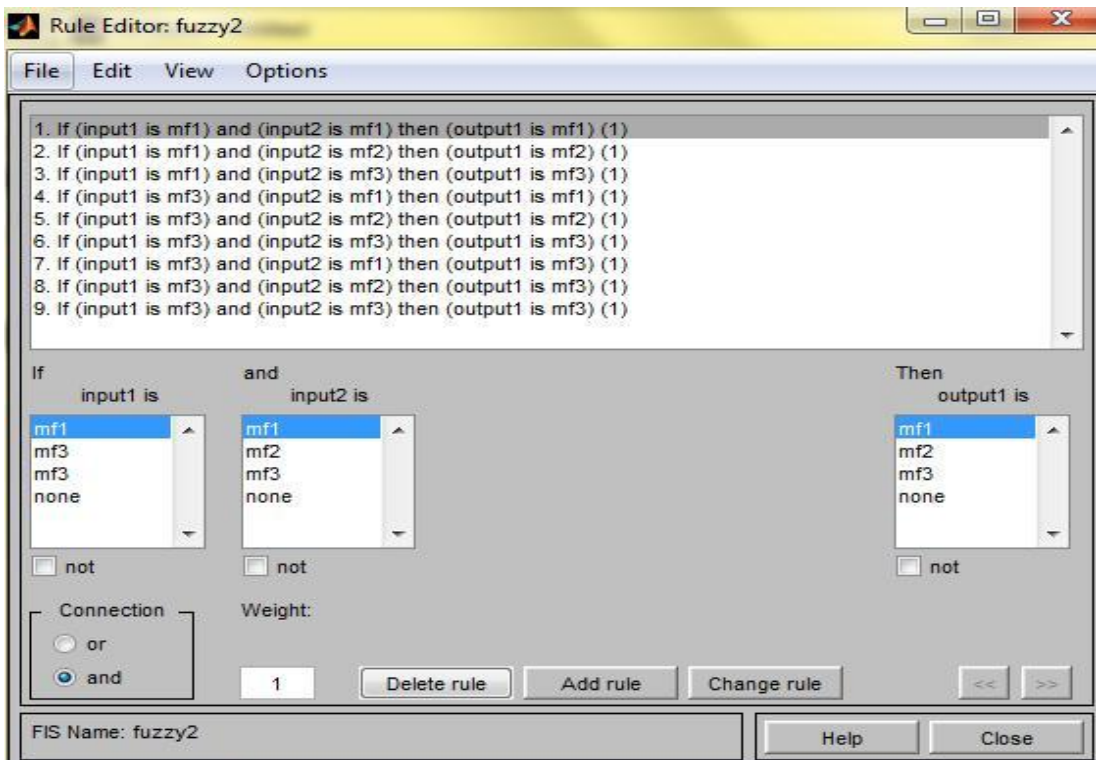 Rule Editor: fuzzy2
File Edit View Options
1. If (input1 is mf1) and (input2 is mf1) then (output1 is mf1) (1)
2. If (input1 is mf1) and (input2 is mf2) then (output1 is mf2) (1)
3. If (input1 is mf1) and (input2 is mf3) then (output1 is mf3) (1)
4. If (input1 is mf3) and (input2 is mf1) then (output1 is mf1) (1)
5. If (input1 is mf3) and (input2 is mf2) then (output1 is mf2) (1)
6. If (input1 is mf3) and (input2 is mf3) then (output1 is mf3) (1)
7. If (input1 is mf3) and (input2 is mf1) then (output1 is mf3) (1)
8. If (input1 is mf3) and (input2 is mf2) then (output1 is mf3) (1)
9. If (input1 is mf3) and (input2 is mf3) then (output1 is mf3) (1)
If and Then
input1 is input2 is output1 is
mf1 mf1 mf1
mf3 mf2 mf2
mf3 mf3 mf3
none none none
not not not
Connection Weight:
or
and 1 Delete rule Add rule Change rule << >>
FIS Name: fuzzy2 Help Close